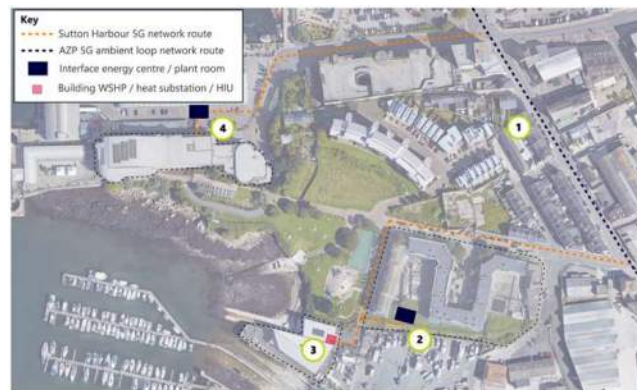 Key
Sutton Harbour 5G network route
AZP 5G ambient loop network route
Interface energy centre / plant room
Building WSHP / heat substation / HIU
1
4
2
3